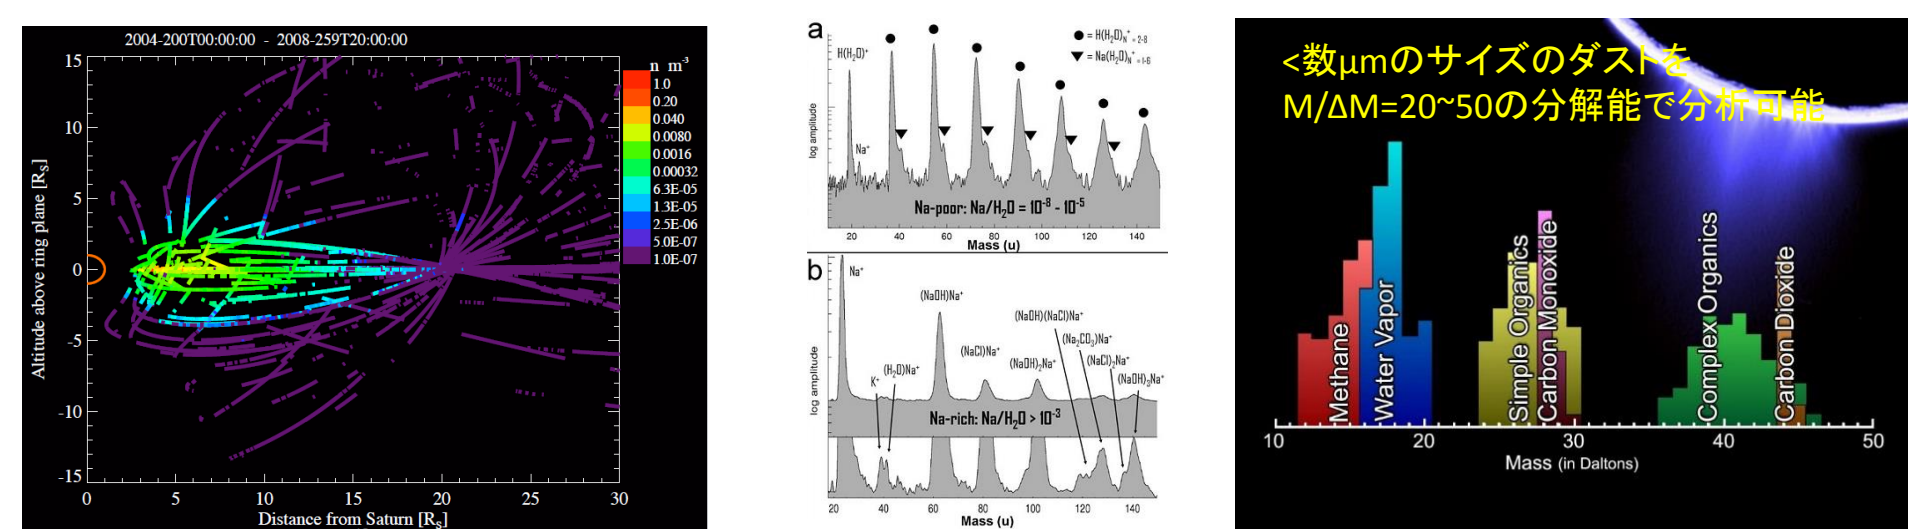 2004-200T00:00:00 - 2008-259T20:00:00
n m⁻³
1.0
0.20
0.040
0.0080
0.0016
0.00032
6.3E-05
1.3E-05
2.5E-06
5.0E-07
1.0E-07
Altitude above ring plane [R_S]
15
10
5
0
-5
-10
-15
0 5 10 15 20 25 30
Distance from Saturn [R_S]
a
● = H(H₂O)ₙ⁺ = 2-8
▼ = Na(H₂O)ₙ⁺ = 1-6
H(H₂O)⁺
Na⁺
log amplitude
Na-poor: Na/H₂O = 10⁻⁸ - 10⁻⁵
20 40 60 80 100 120 140
Mass (u)
b
Na⁺
(NaOH)Na⁺
(NaOH)(NaCl)Na⁺
(Na₂CO₃)Na⁺
(NaCl)Na⁺
(NaOH)₂Na⁺
(NaCl)₂Na⁺
(H₂O)Na⁺
K⁺
(NaOH)₃Na⁺
log amplitude
Na-rich: Na/H₂O > 10⁻³
20 40 60 80 100 120 140
Mass (u)
<数μmのサイズのダストを
M/ΔM=20~50の分解能で分析可能
Methane
Water Vapor
Simple Organics
Carbon Monoxide
Complex Organics
Carbon Dioxide
10 20 30 40 50
Mass (in Daltons)